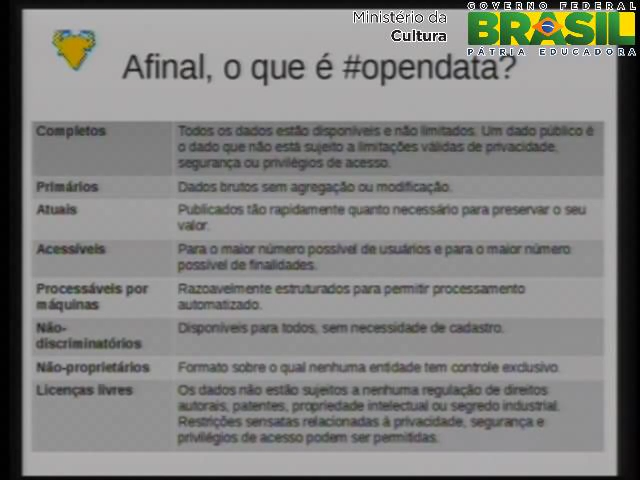 Ministério da
Cultura
GOVERNO FEDERAL
BRASIL
PÁTRIA EDUCADORA
Afinal, o que é #opendata?
Completos
Todos os dados estão disponíveis e não limitados. Um dado público é
o dado que não está sujeito a limitações válidas de privacidade,
segurança ou privilégios de acesso.
Primários
Dados brutos sem agregação ou modificação.
Atuais
Publicados tão rapidamente quanto necessário para preservar o seu
valor.
Acessíveis
Para o maior número possível de usuários e para o maior número
possível de finalidades.
Processáveis por
máquinas
Razoavelmente estruturados para permitir processamento
automatizado.
Não-
discriminatórios
Disponíveis para todos, sem necessidade de cadastro.
Não-proprietários
Formato sobre o qual nenhuma entidade tem controle exclusivo.
Licenças livres
Os dados não estão sujeitos a nenhuma regulação de direitos
autorais, patentes, propriedade intelectual ou segredo industrial.
Restrições sensatas relacionadas à privacidade, segurança e
privilégios de acesso podem ser permitidas.